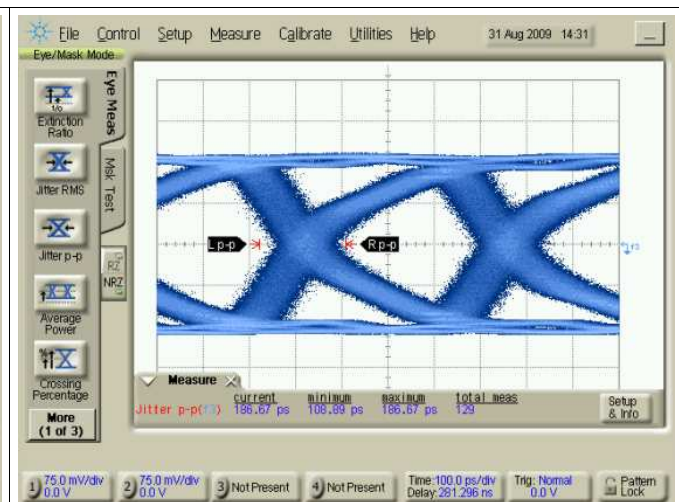 File Control Setup Measure Calibrate Utilities Help 31 Aug 2009 14:31
Eye/Mask Mode
Eye Meas
Msk Test
RZ
NRZ
Extinction
Ratio
Jitter RMS
Jitter p-p
Average
Power
Crossing
Percentage
More
(1 of 3)
L p-p
R p-p
f3
Measure
current minimum maximum total meas
Jitter p-p(f3) 186.67 ps 108.89 ps 186.67 ps 129
Setup
& Info
1) 75.0 mV/div
0.0 V
2) 75.0 mV/div
0.0 V
3) Not Present
4) Not Present
Time:100.0 ps/div
Delay:281.296 ns
Trig: Normal
0.0 V
Pattern
Lock